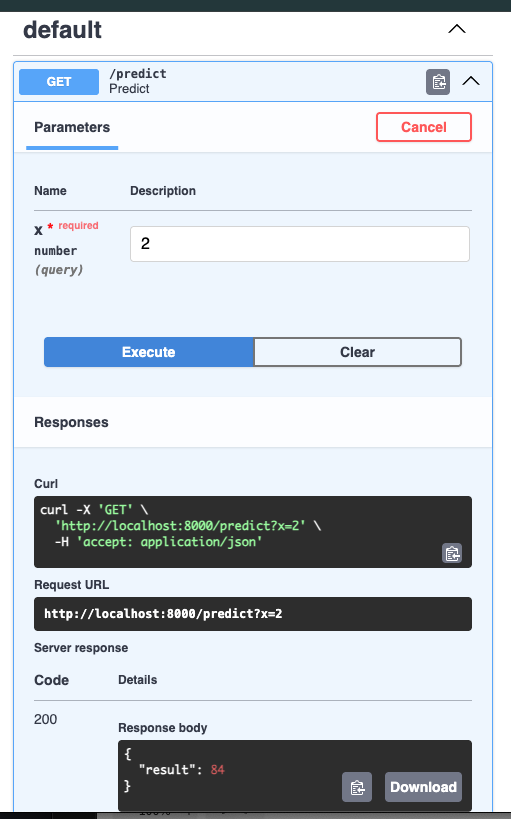 default
GET /predict
Predict
Parameters Cancel
Name Description
x * required
number
(query)
2
Execute Clear
Responses
Curl
curl -X 'GET' \
'http://localhost:8000/predict?x=2' \
-H 'accept: application/json'
Request URL
http://localhost:8000/predict?x=2
Server response
Code Details
200
Response body
{
"result": 84
}
Download